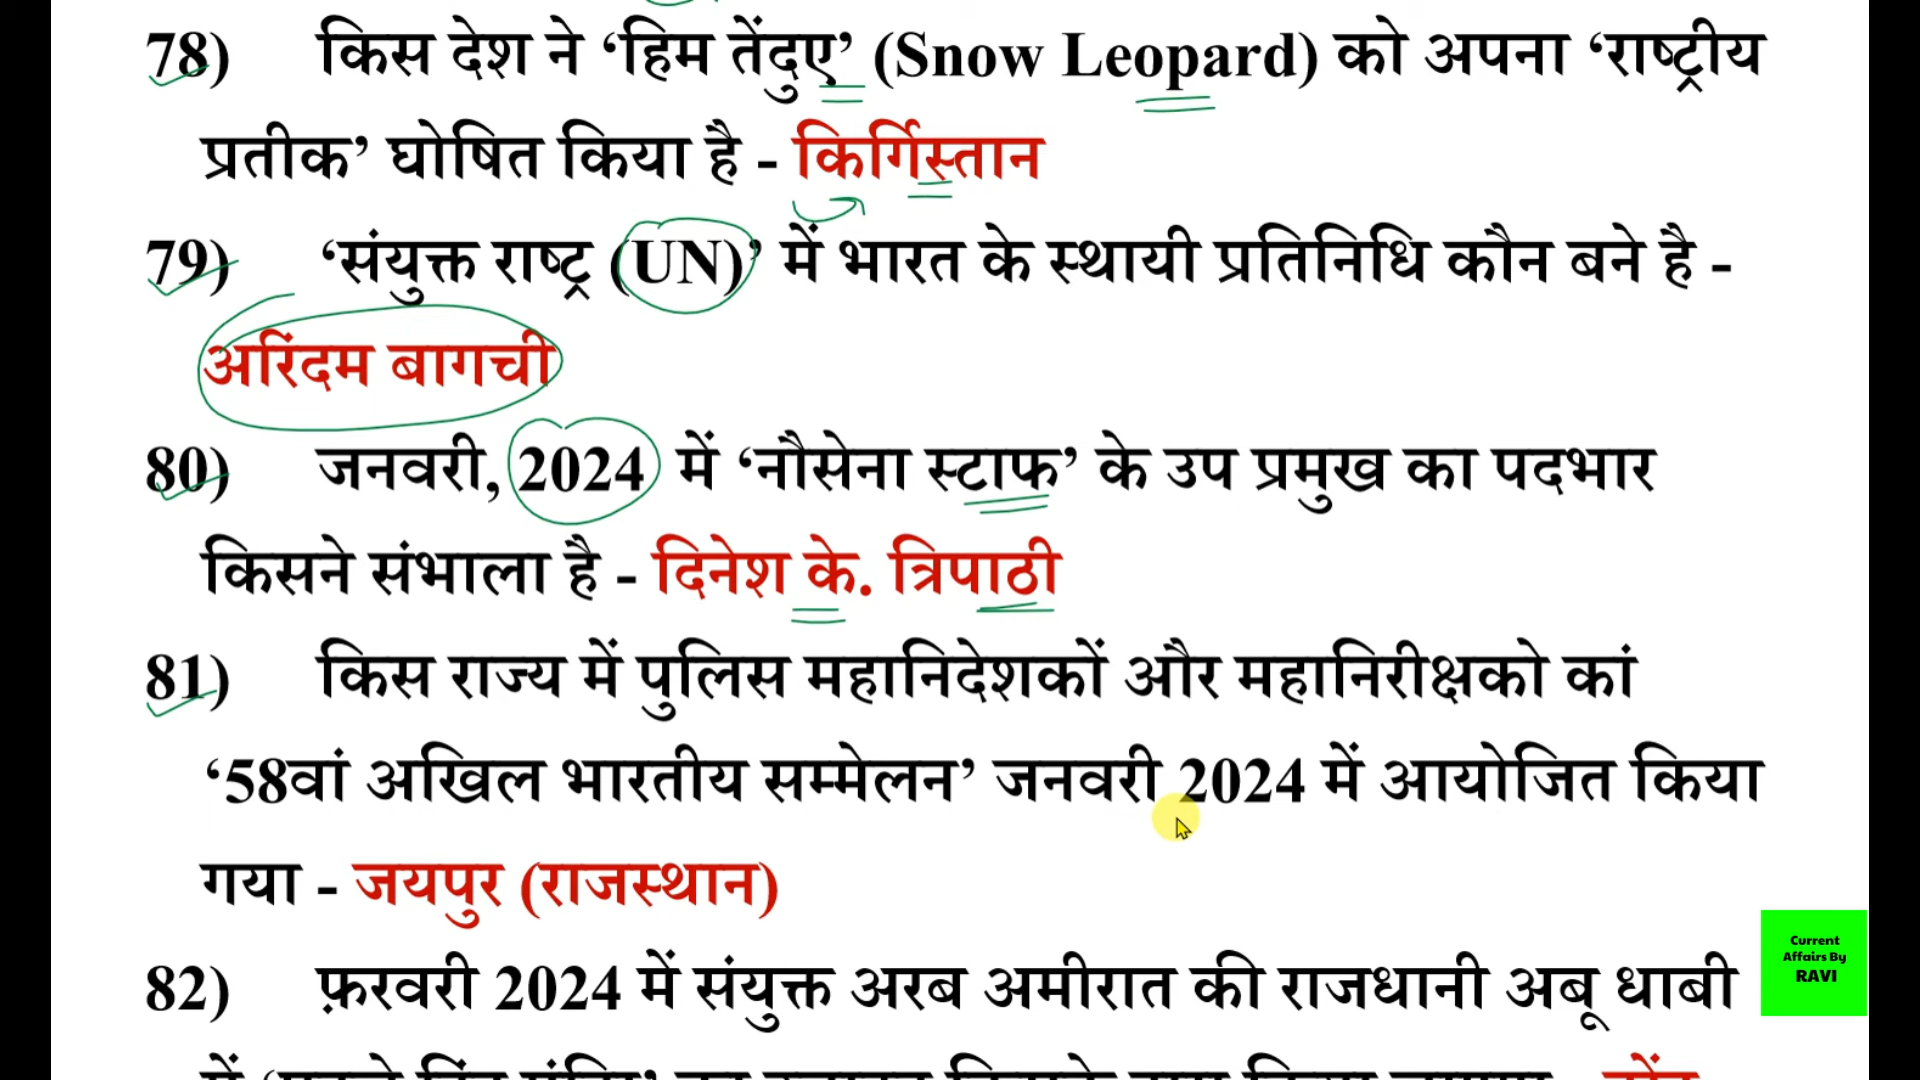 78) किस देश ने ‘हिम तेंदुए’ (Snow Leopard) को अपना ‘राष्ट्रीय
प्रतीक’ घोषित किया है - किर्गिस्तान
79) ‘संयुक्त राष्ट्र (UN)’ में भारत के स्थायी प्रतिनिधि कौन बने है -
अरिंदम बागची
80) जनवरी, 2024 में ‘नौसेना स्टाफ’ के उप प्रमुख का पदभार
किसने संभाला है - दिनेश के. त्रिपाठी
81) किस राज्य में पुलिस महानिदेशकों और महानिरीक्षको कां
‘58वां अखिल भारतीय सम्मेलन’ जनवरी 2024 में आयोजित किया
गया - जयपुर (राजस्थान)
82) फ़रवरी 2024 में संयुक्त अरब अमीरात की राजधानी अबू धाबी
Current
Affairs By
RAVI